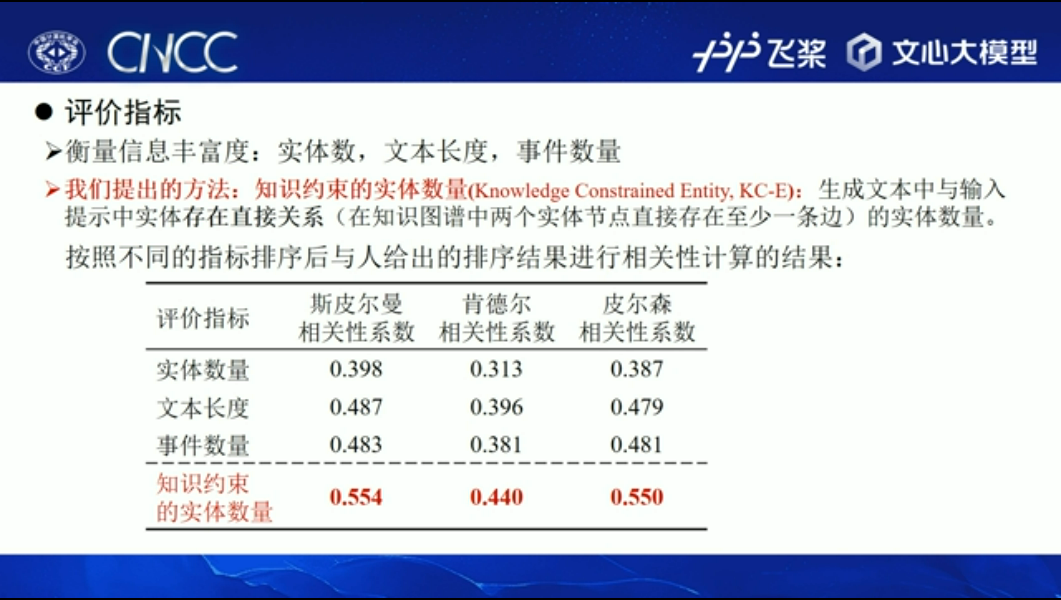 CNCC
飞桨 文心大模型
● 评价指标
➢衡量信息丰富度：实体数，文本长度，事件数量
➢我们提出的方法：知识约束的实体数量(Knowledge Constrained Entity, KC-E)：生成文本中与输入
提示中实体存在直接关系（在知识图谱中两个实体节点直接存在至少一条边）的实体数量。
按照不同的指标排序后与人给出的排序结果进行相关性计算的结果：
评价指标 斯皮尔曼相关性系数 肯德尔相关性系数 皮尔森相关性系数
实体数量 0.398 0.313 0.387
文本长度 0.487 0.396 0.479
事件数量 0.483 0.381 0.481
知识约束的实体数量 0.554 0.440 0.550